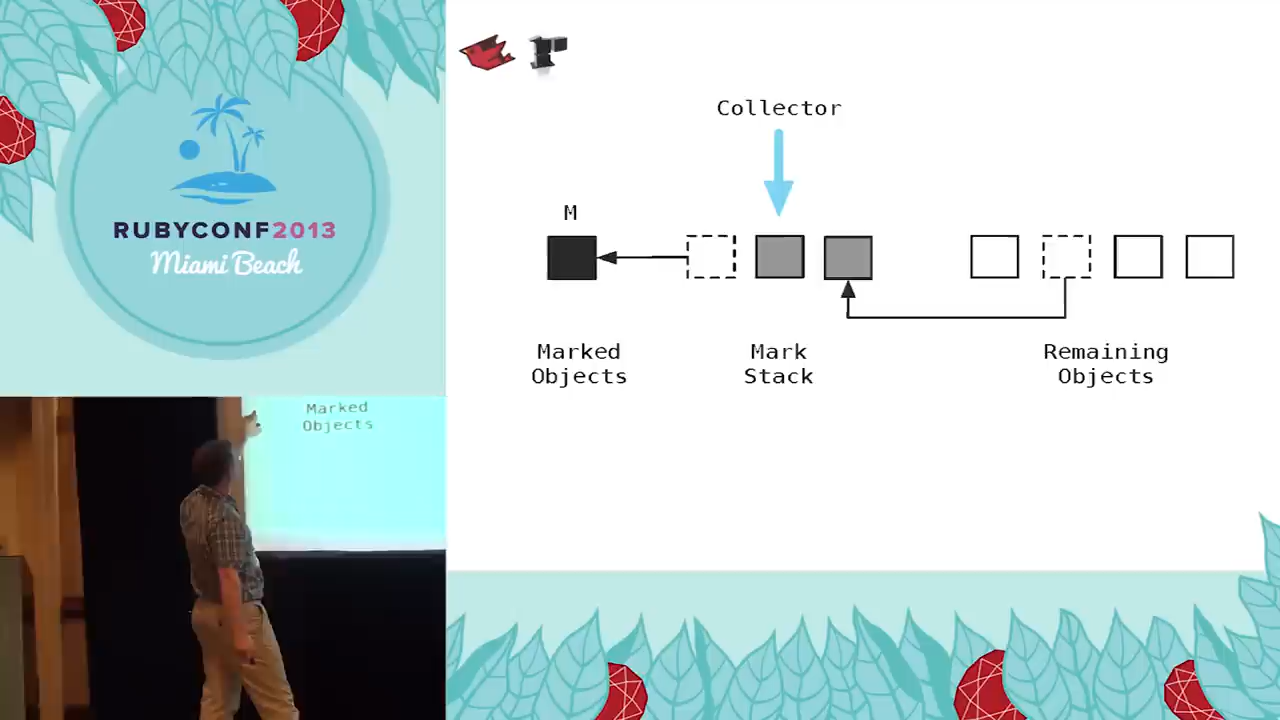 RUBYCONF2013
Miami Beach
Collector
M
Marked
Objects
Mark
Stack
Remaining
Objects
Marked
Objects